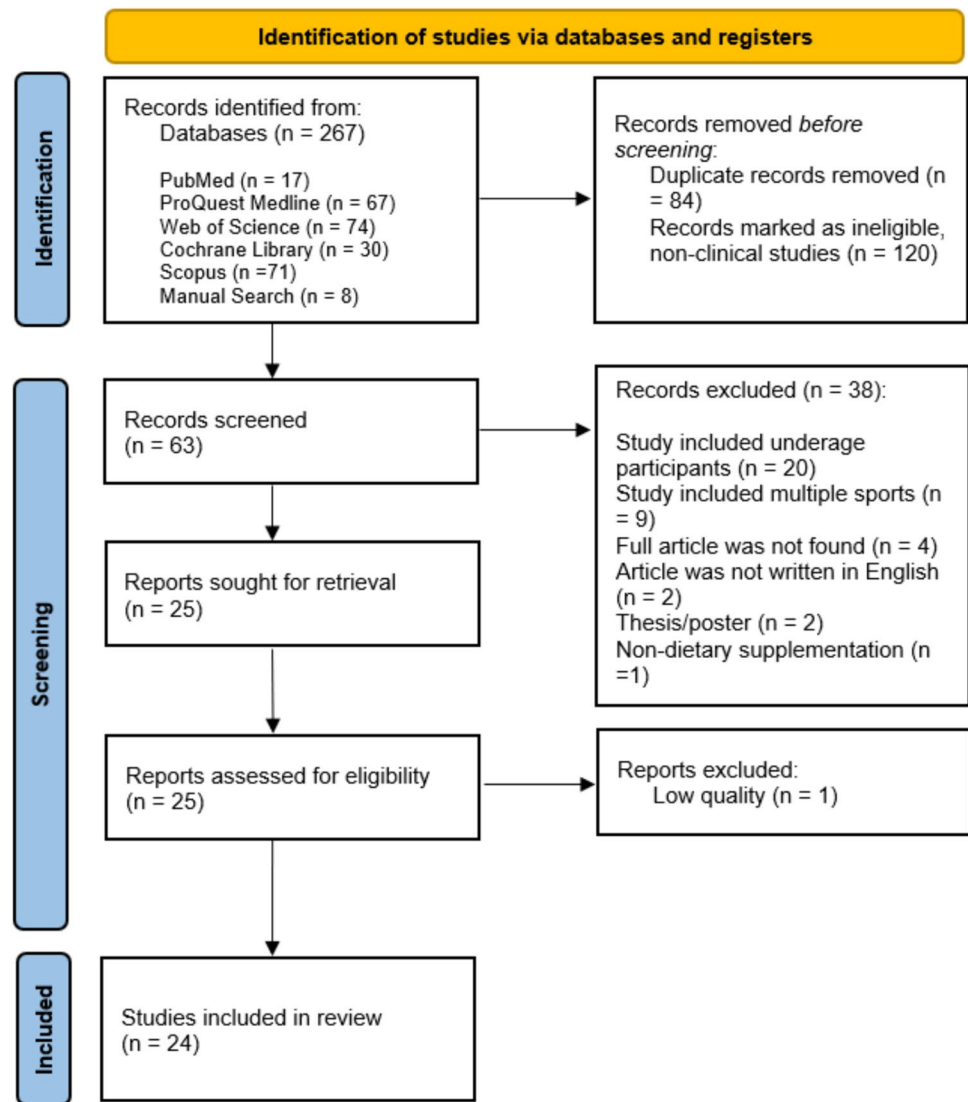 Identification of studies via databases and registers
Identification
Records identified from:
Databases (n = 267)
PubMed (n = 17)
ProQuest Medline (n = 67)
Web of Science (n = 74)
Cochrane Library (n = 30)
Scopus (n =71)
Manual Search (n = 8)
Records removed before
screening:
Duplicate records removed (n
= 84)
Records marked as ineligible,
non-clinical studies (n = 120)
Screening
Records screened
(n = 63)
Records excluded (n = 38):
Study included underage
participants (n = 20)
Study included multiple sports (n
= 9)
Full article was not found (n = 4)
Article was not written in English
(n = 2)
Thesis/poster (n = 2)
Non-dietary supplementation (n
=1)
Reports sought for retrieval
(n = 25)
Reports assessed for eligibility
(n = 25)
Reports excluded:
Low quality (n = 1)
Included
Studies included in review
(n = 24)